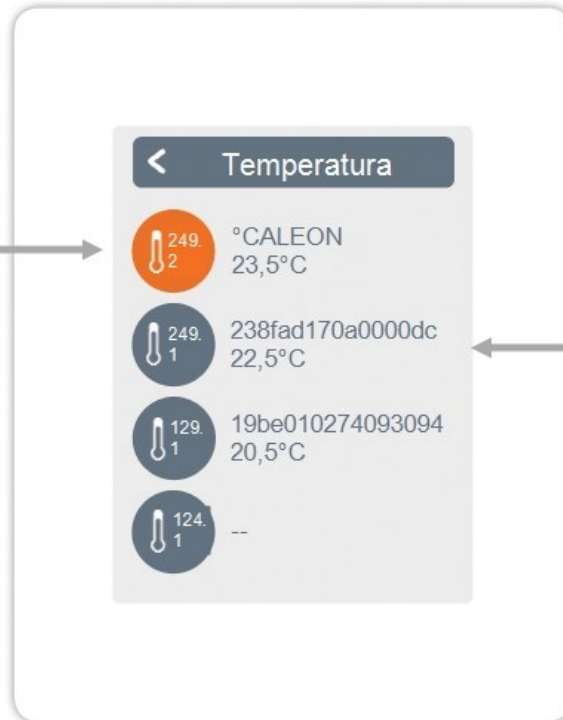 Temperatura
249.
2
°CALEON
23,5°C
249.
1
238fad170a0000dc
22,5°C
129.
1
19be010274093094
20,5°C
124.
1
--